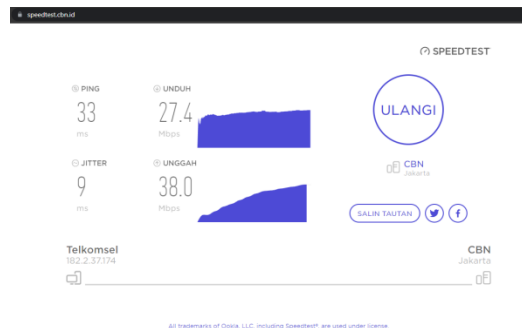 speedtest.cbn.id
SPEEDTEST
PING
33
ms
UNDUH
27.4
Mbps
JITTER
9
ms
UNGGAH
38.0
Mbps
ULANGI
CBN
Jakarta
SALIN TAUTAN
Telkomsel
182.2.37.174
CBN
Jakarta
All trademarks of Ookla, LLC, including Speedtest®, are used under license.